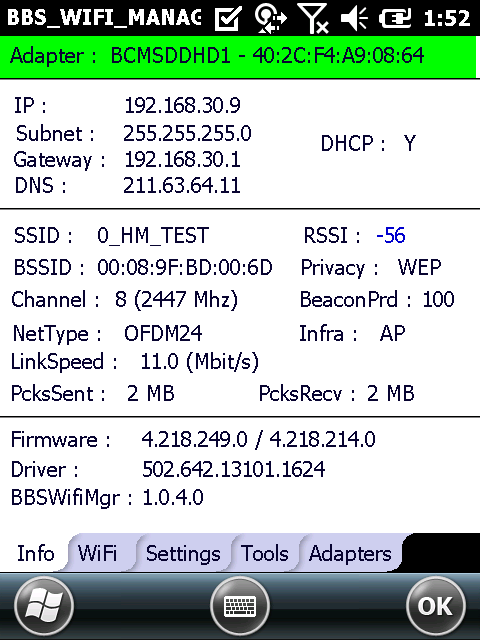 BBS_WIFI_MANAG 1:52
Adapter : BCMSDDHD1 - 40:2C:F4:A9:08:64
IP : 192.168.30.9
Subnet : 255.255.255.0
DHCP : Y
Gateway : 192.168.30.1
DNS : 211.63.64.11
SSID : 0_HM_TEST RSSI : -56
BSSID : 00:08:9F:BD:00:6D Privacy : WEP
Channel : 8 (2447 Mhz) BeaconPrd : 100
NetType : OFDM24 Infra : AP
LinkSpeed : 11.0 (Mbit/s)
PcksSent : 2 MB PcksRecv : 2 MB
Firmware : 4.218.249.0 / 4.218.214.0
Driver : 502.642.13101.1624
BBSWifiMgr : 1.0.4.0
Info WiFi Settings Tools Adapters
OK